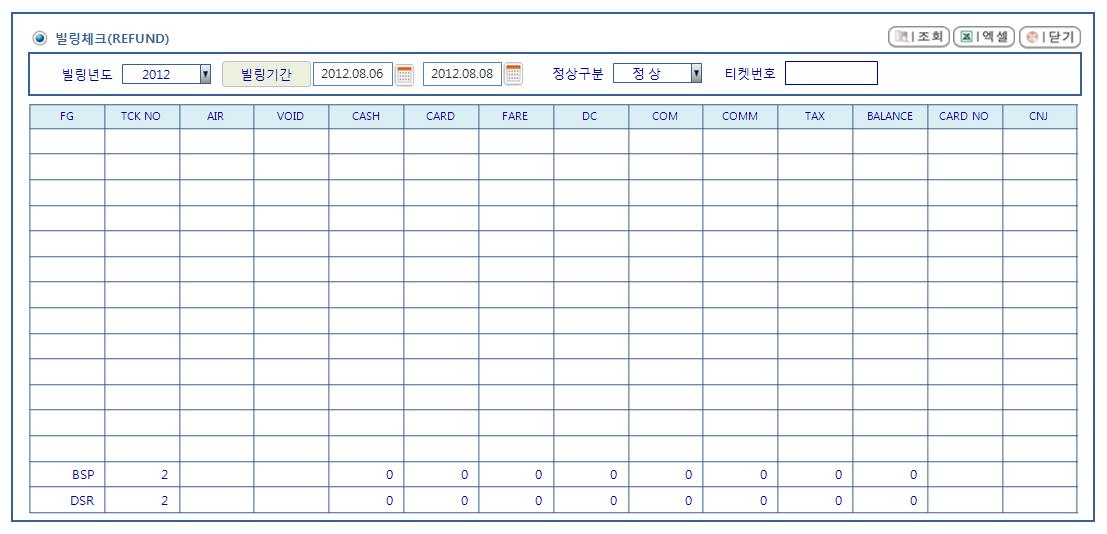 빌링체크(REFUND) 조회 엑셀 닫기
빌링년도 2012 빌링기간 2012.08.06 2012.08.08 정상구분 정상 티켓번호
FG TCK NO AIR VOID CASH CARD FARE DC COM COMM TAX BALANCE CARD NO CNJ
BSP 2 0 0 0 0 0 0 0 0
DSR 2 0 0 0 0 0 0 0 0